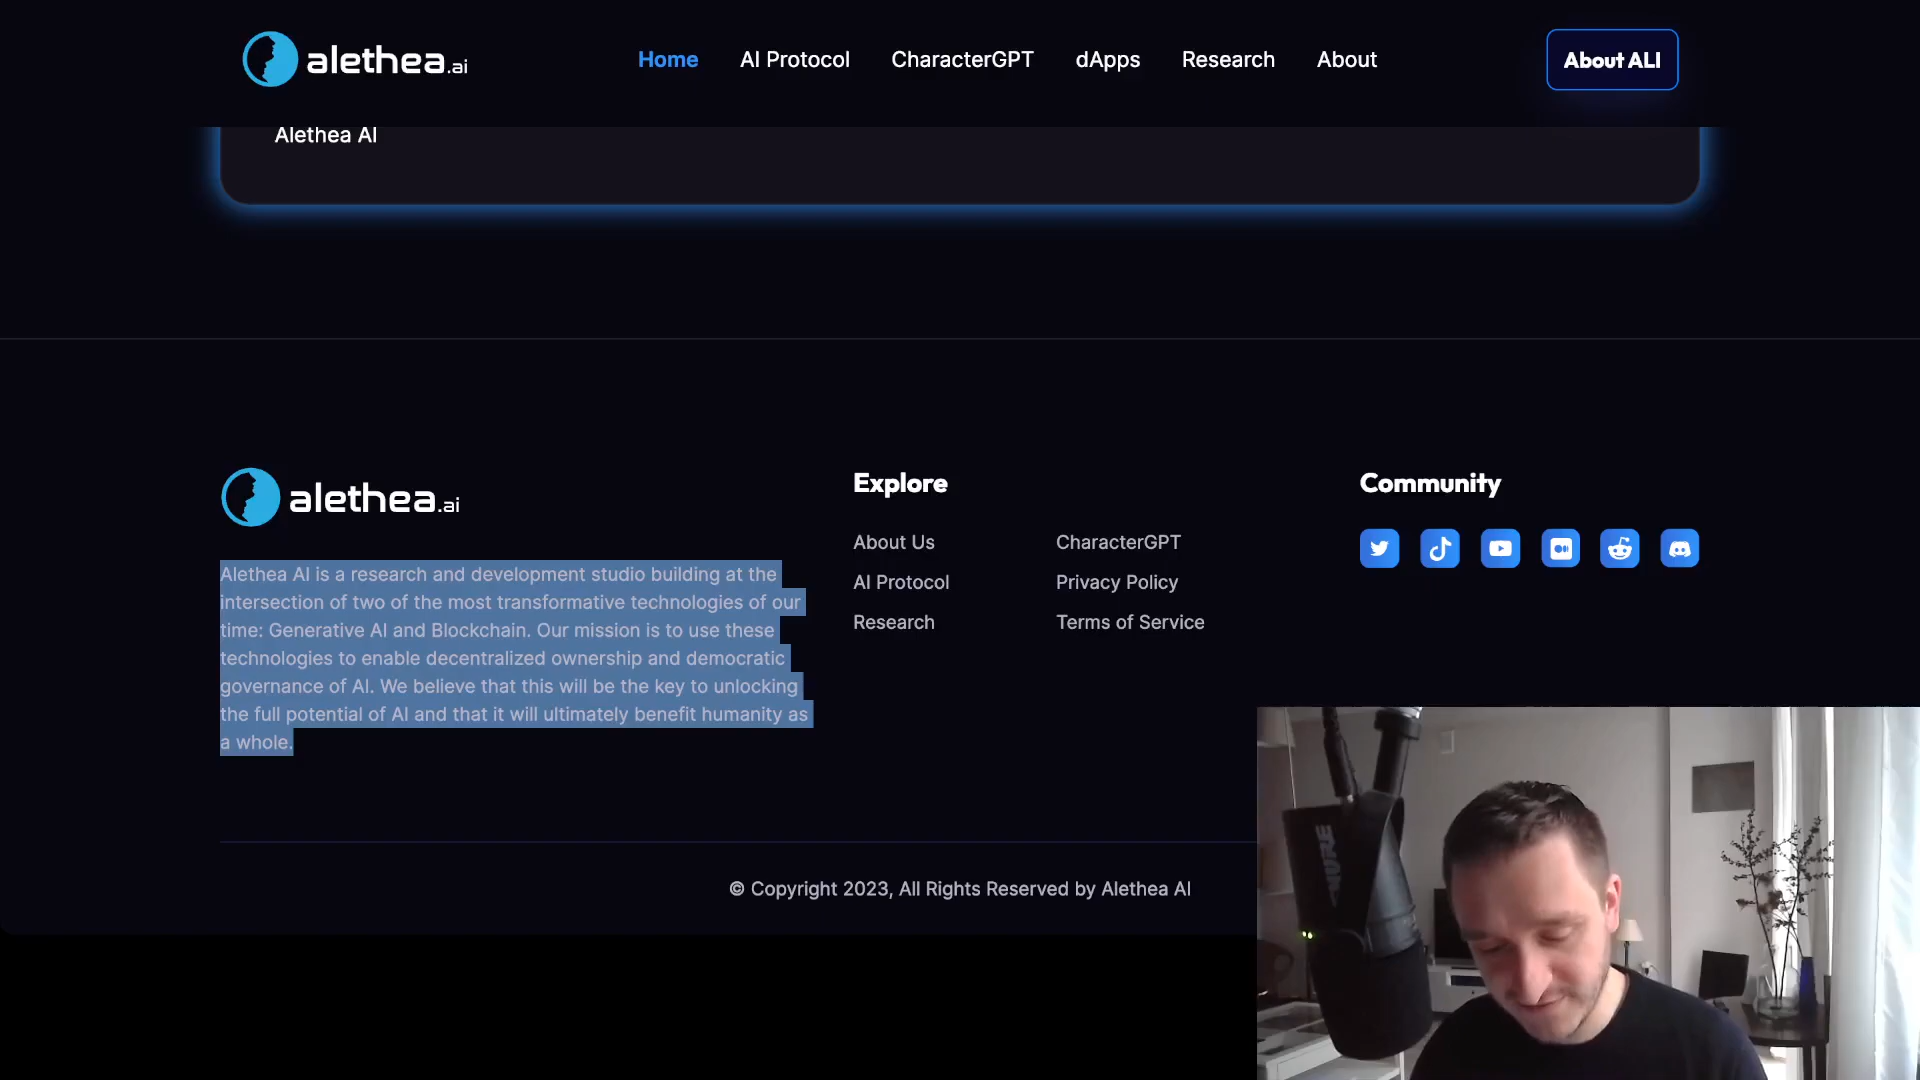 alethea.ai
Home
AI Protocol
CharacterGPT
dApps
Research
About
About ALI
Alethea AI
alethea.ai
Alethea AI is a research and development studio building at the
intersection of two of the most transformative technologies of our
time: Generative AI and Blockchain. Our mission is to use these
technologies to enable decentralized ownership and democratic
governance of AI. We believe that this will be the key to unlocking
the full potential of AI and that it will ultimately benefit humanity as
a whole.
Explore
About Us
AI Protocol
Research
CharacterGPT
Privacy Policy
Terms of Service
Community
© Copyright 2023, All Rights Reserved by Alethea AI
SHURE